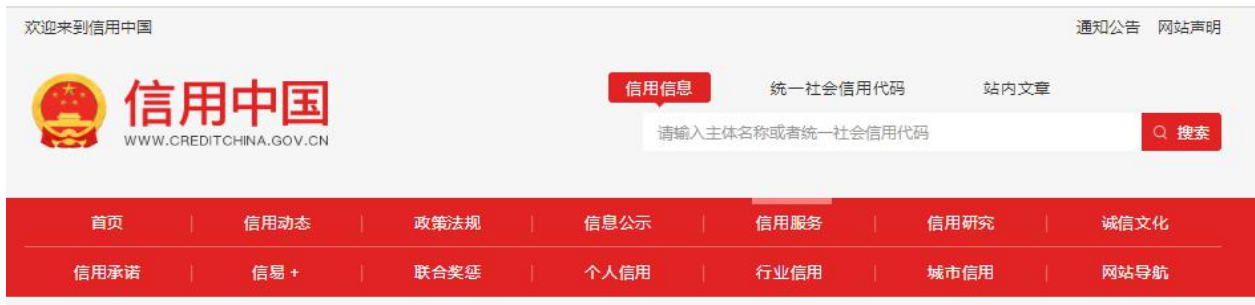 欢迎来到信用中国
通知公告 网站声明
信用信息 统一社会信用代码 站内文章
信用中国
WWW.CREDITCHINA.GOV.CN
请输入主体名称或者统一社会信用代码 搜索
首页 信用动态 政策法规 信息公示 信用服务 信用研究 诚信文化
信用承诺 信易+ 联合奖惩 个人信用 行业信用 城市信用 网站导航